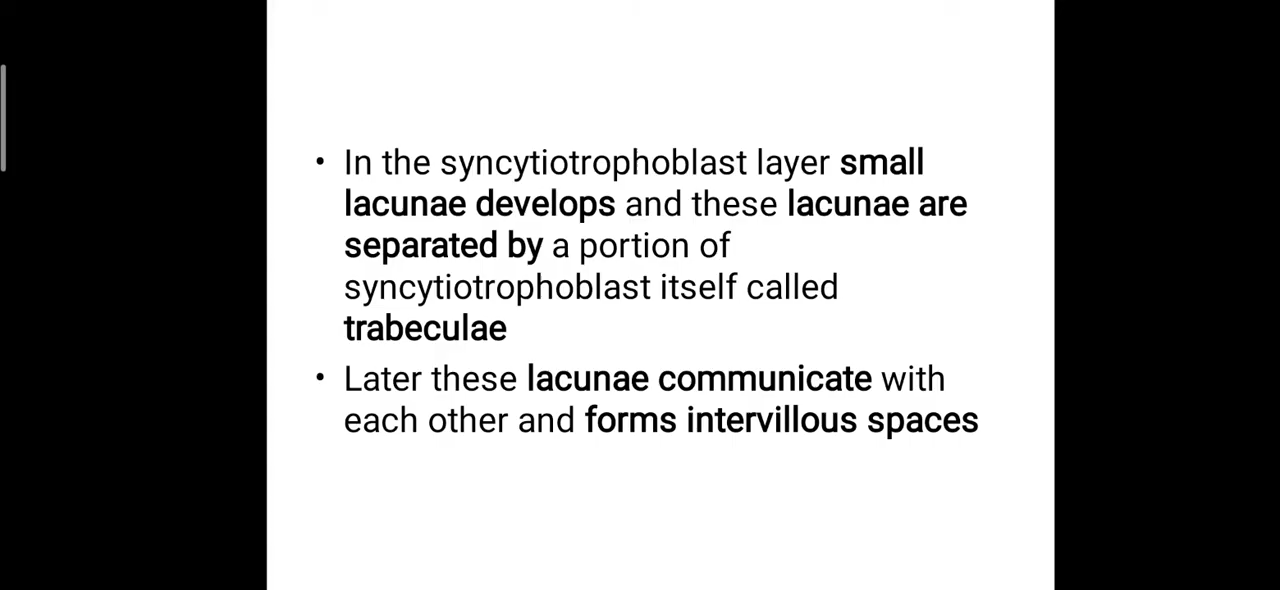 • In the syncytiotrophoblast layer small
lacunae develops and these lacunae are
separated by a portion of
syncytiotrophoblast itself called
trabeculae
• Later these lacunae communicate with
each other and forms intervillous spaces